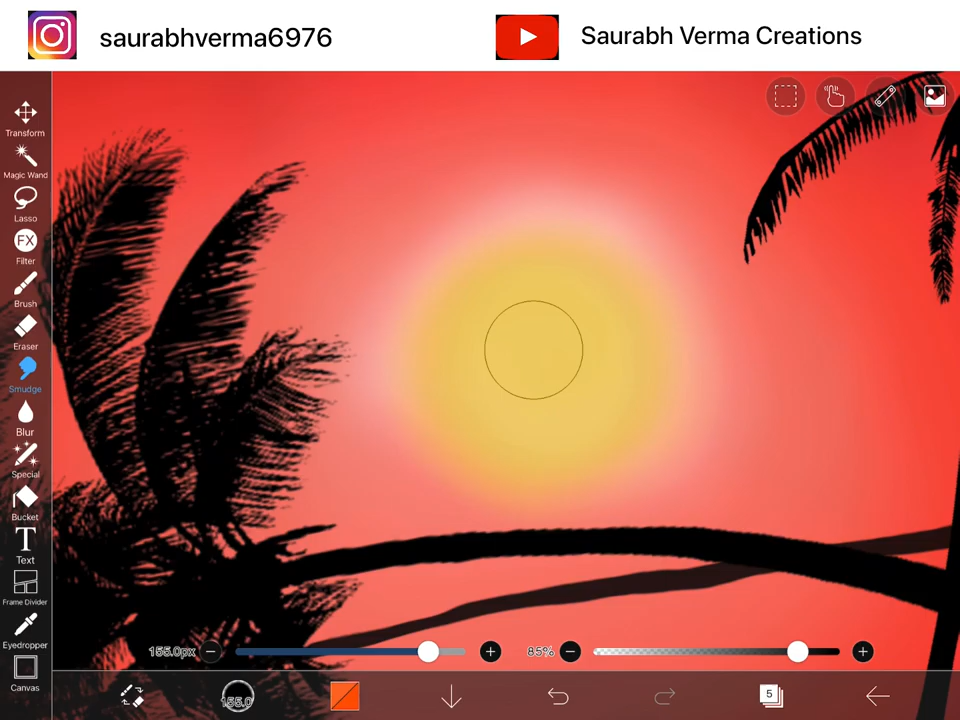 saurabhverma6976
Saurabh Verma Creations
Transform
Magic Wand
Lasso
FX
Filter
Brush
Eraser
Smudge
Blur
Special
Bucket
T
Text
Frame Divider
Eyedropper
Canvas
155.0px
85%
155.0
5